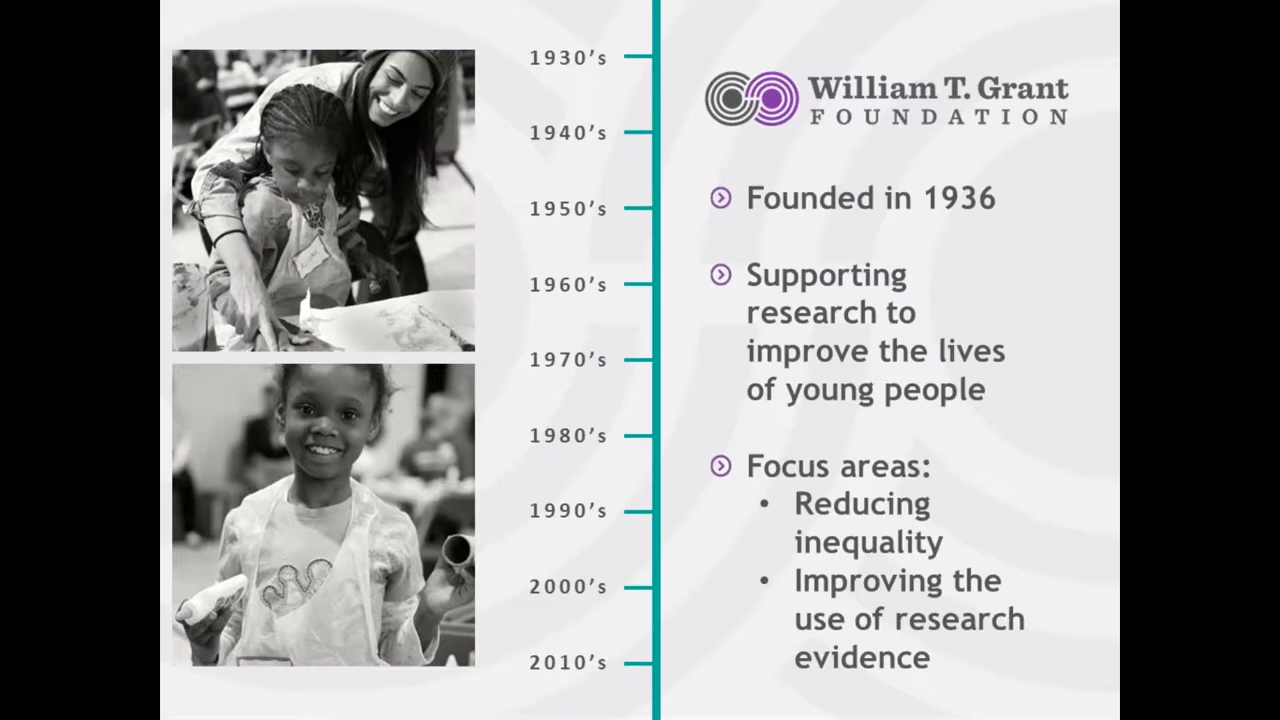 1930's
1940's
1950's
1960's
1970's
1980's
1990's
2000's
2010's
William T. Grant
FOUNDATION
Founded in 1936
Supporting
research to
improve the lives
of young people
Focus areas:
• Reducing
inequality
• Improving the
use of research
evidence